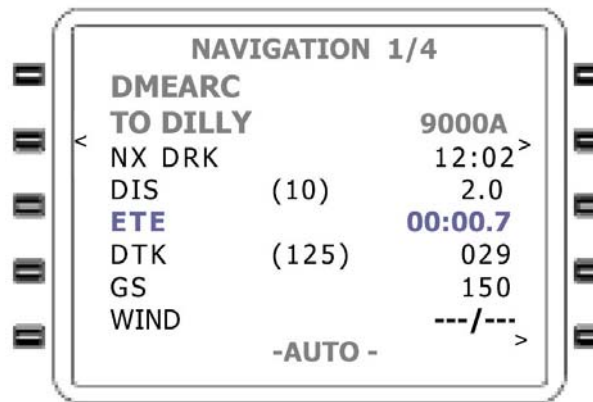 NAVIGATION 1/4
DMEARC
TO DILLY 9000A
< NX DRK 12:02 >
DIS (10) 2.0
ETE 00:00.7
DTK (125) 029
GS 150
WIND ---/---
-AUTO - >